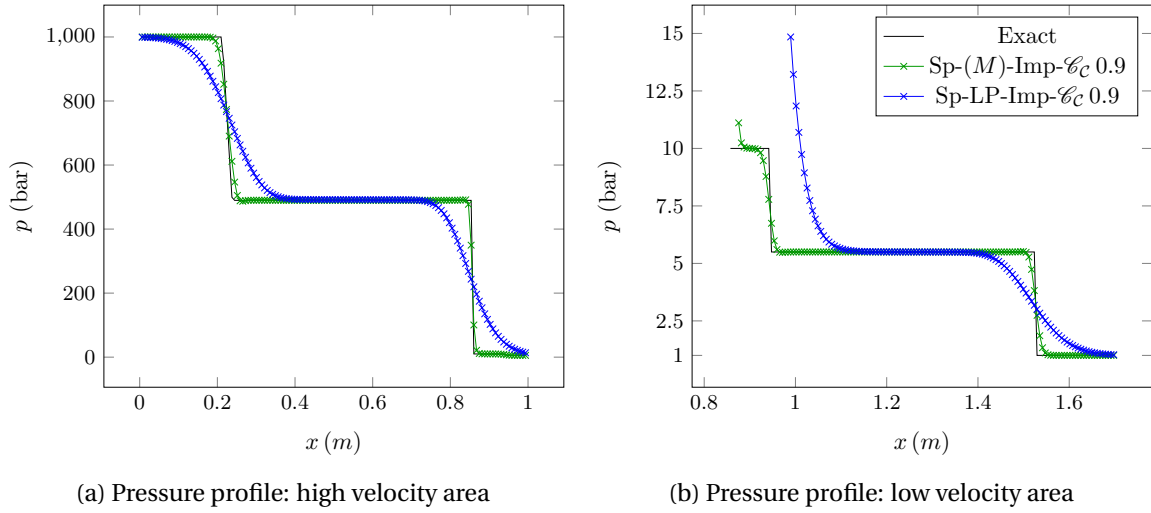 1,000
800
600
400
200
0
p (bar)
0
0.2
0.4
0.6
0.8
1
x (m)
(a) Pressure profile: high velocity area
15
12.5
10
7.5
5
2.5
1
p (bar)
Exact
Sp-(M)-Imp-𝒞_C 0.9
Sp-LP-Imp-𝒞_C 0.9
0.8
1
1.2
1.4
1.6
x (m)
(b) Pressure profile: low velocity area